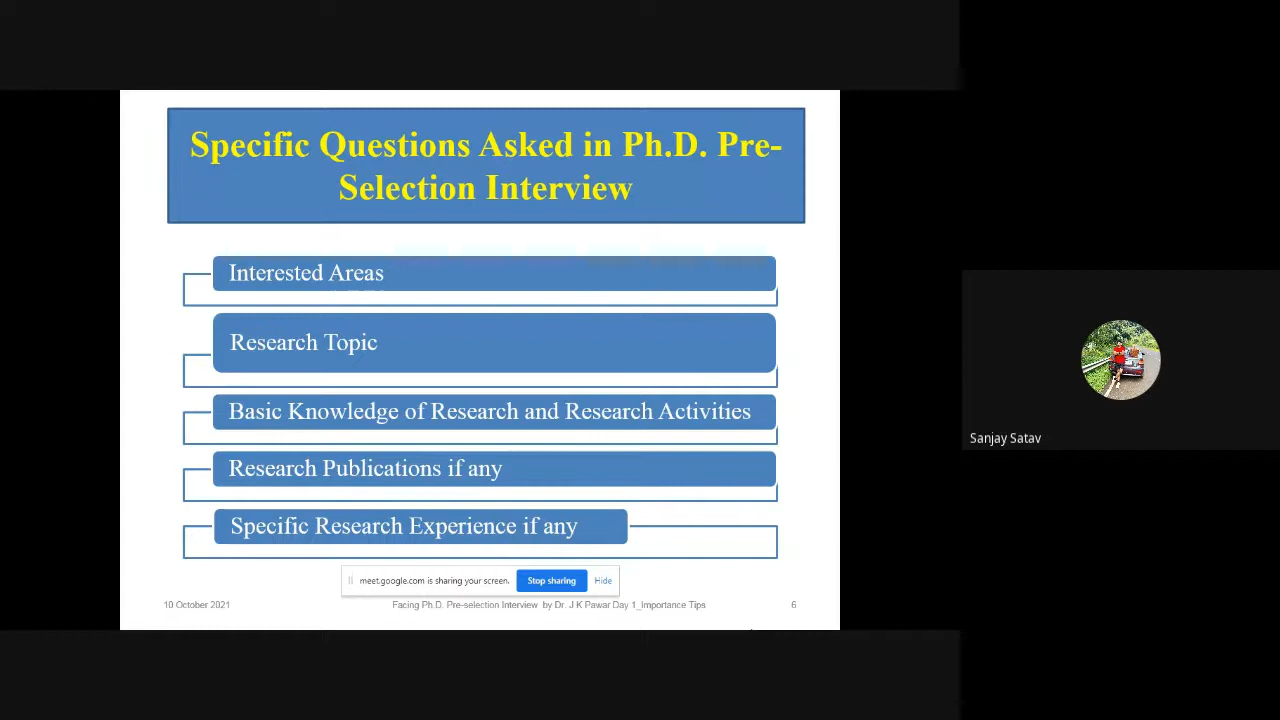 Specific Questions Asked in Ph.D. Pre-
Selection Interview
Interested Areas
Research Topic
Basic Knowledge of Research and Research Activities
Research Publications if any
Specific Research Experience if any
meet.google.com is sharing your screen. Stop sharing Hide
10 October 2021 Facing Ph.D. Pre-selection Interview by Dr. J K Pawar Day 1_Importance Tips 6
Sanjay Satav